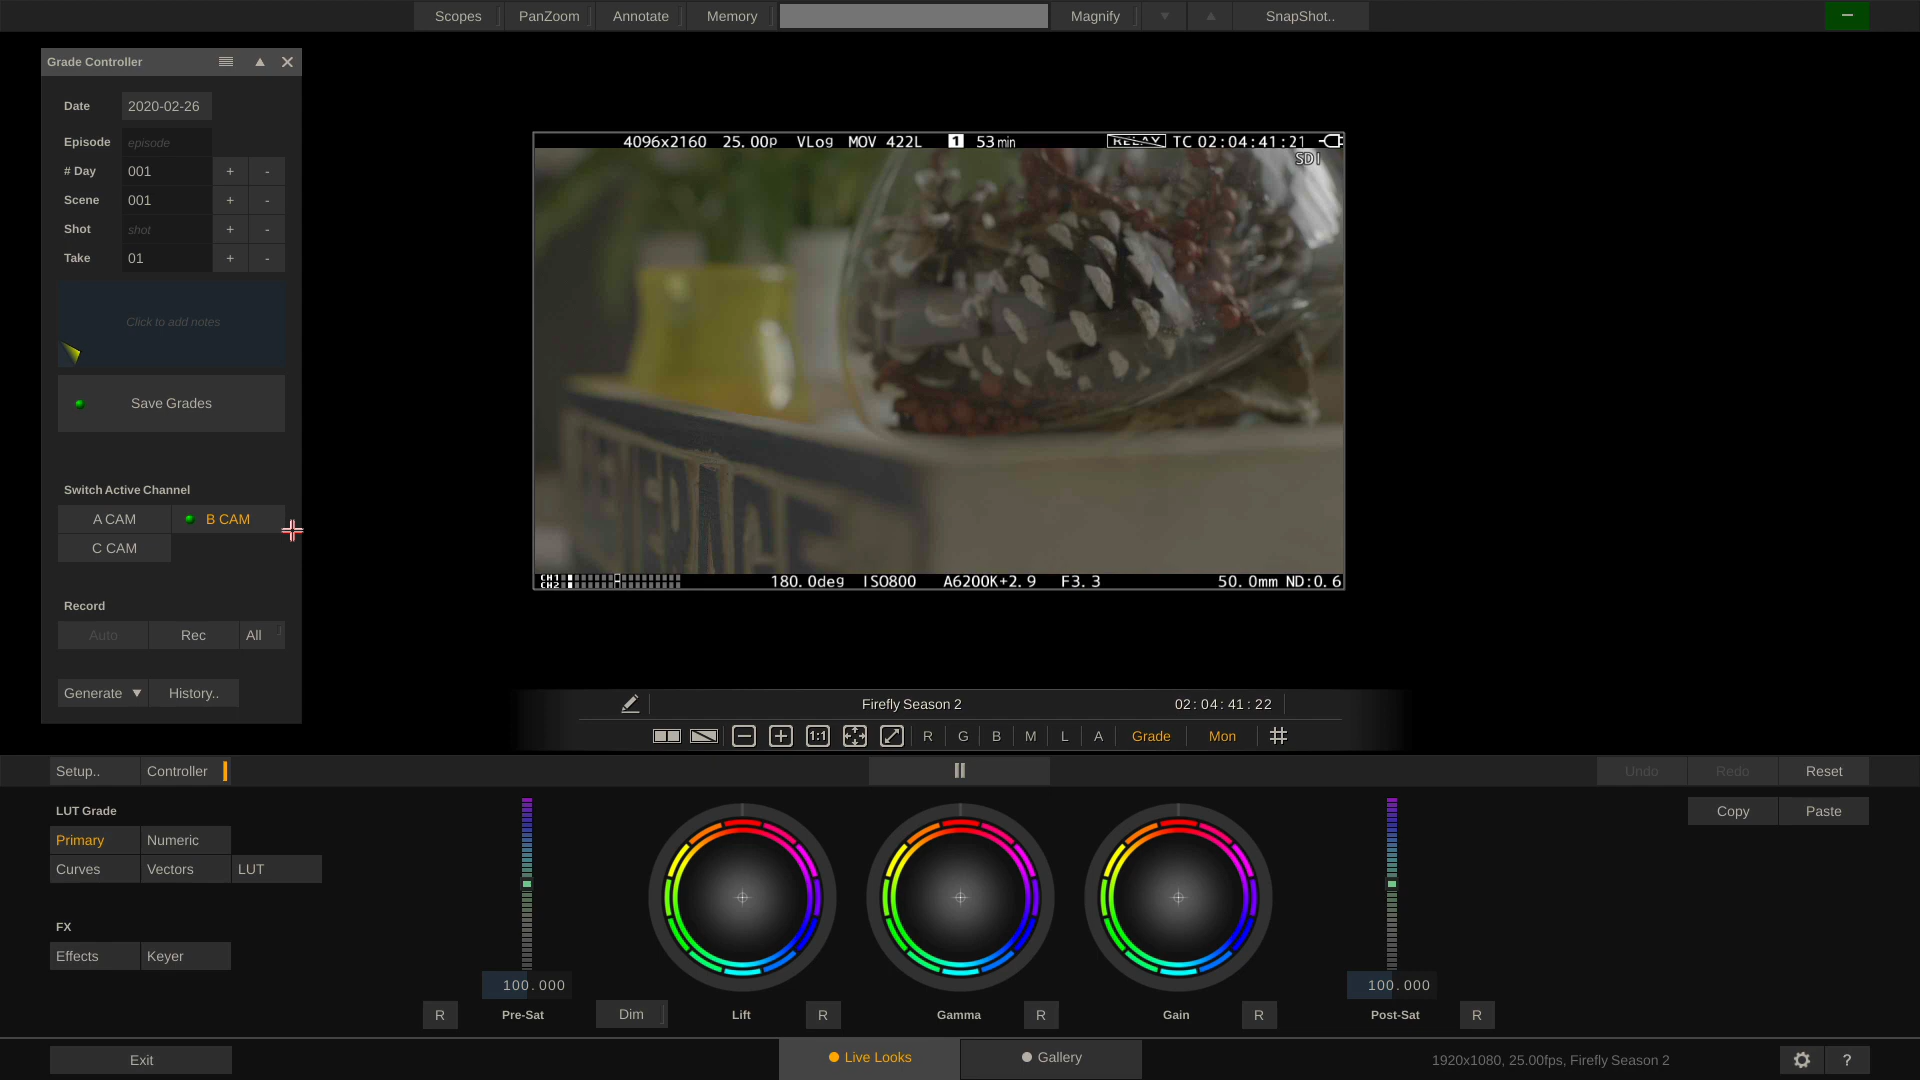 Scopes PanZoom Annotate Memory Magnify SnapShot..
Grade Controller
Date 2020-02-26
Episode episode
# Day 001 + -
Scene 001 + -
Shot shot + -
Take 01 + -
Click to add notes
Save Grades
Switch Active Channel
A CAM B CAM
C CAM
Record
Auto Rec All
Generate History..
4096x2160 25.00p VLog MOV 422L 1 53min RELAY TC 02:04:41:21
SDI
CH1
CH2
180.0deg ISO800 A6200K+2.9 F3.3 50.0mm ND:0.6
Firefly Season 2 02:04:41:22
1:1 R G B M L A Grade Mon
Setup.. Controller Undo Redo Reset
LUT Grade
Primary Numeric
Curves Vectors LUT
FX
Effects Keyer
Copy Paste
100.000 100.000
R Pre-Sat Dim Lift R Gamma R Gain R Post-Sat R
Exit Live Looks Gallery 1920x1080, 25.00fps, Firefly Season 2 ?